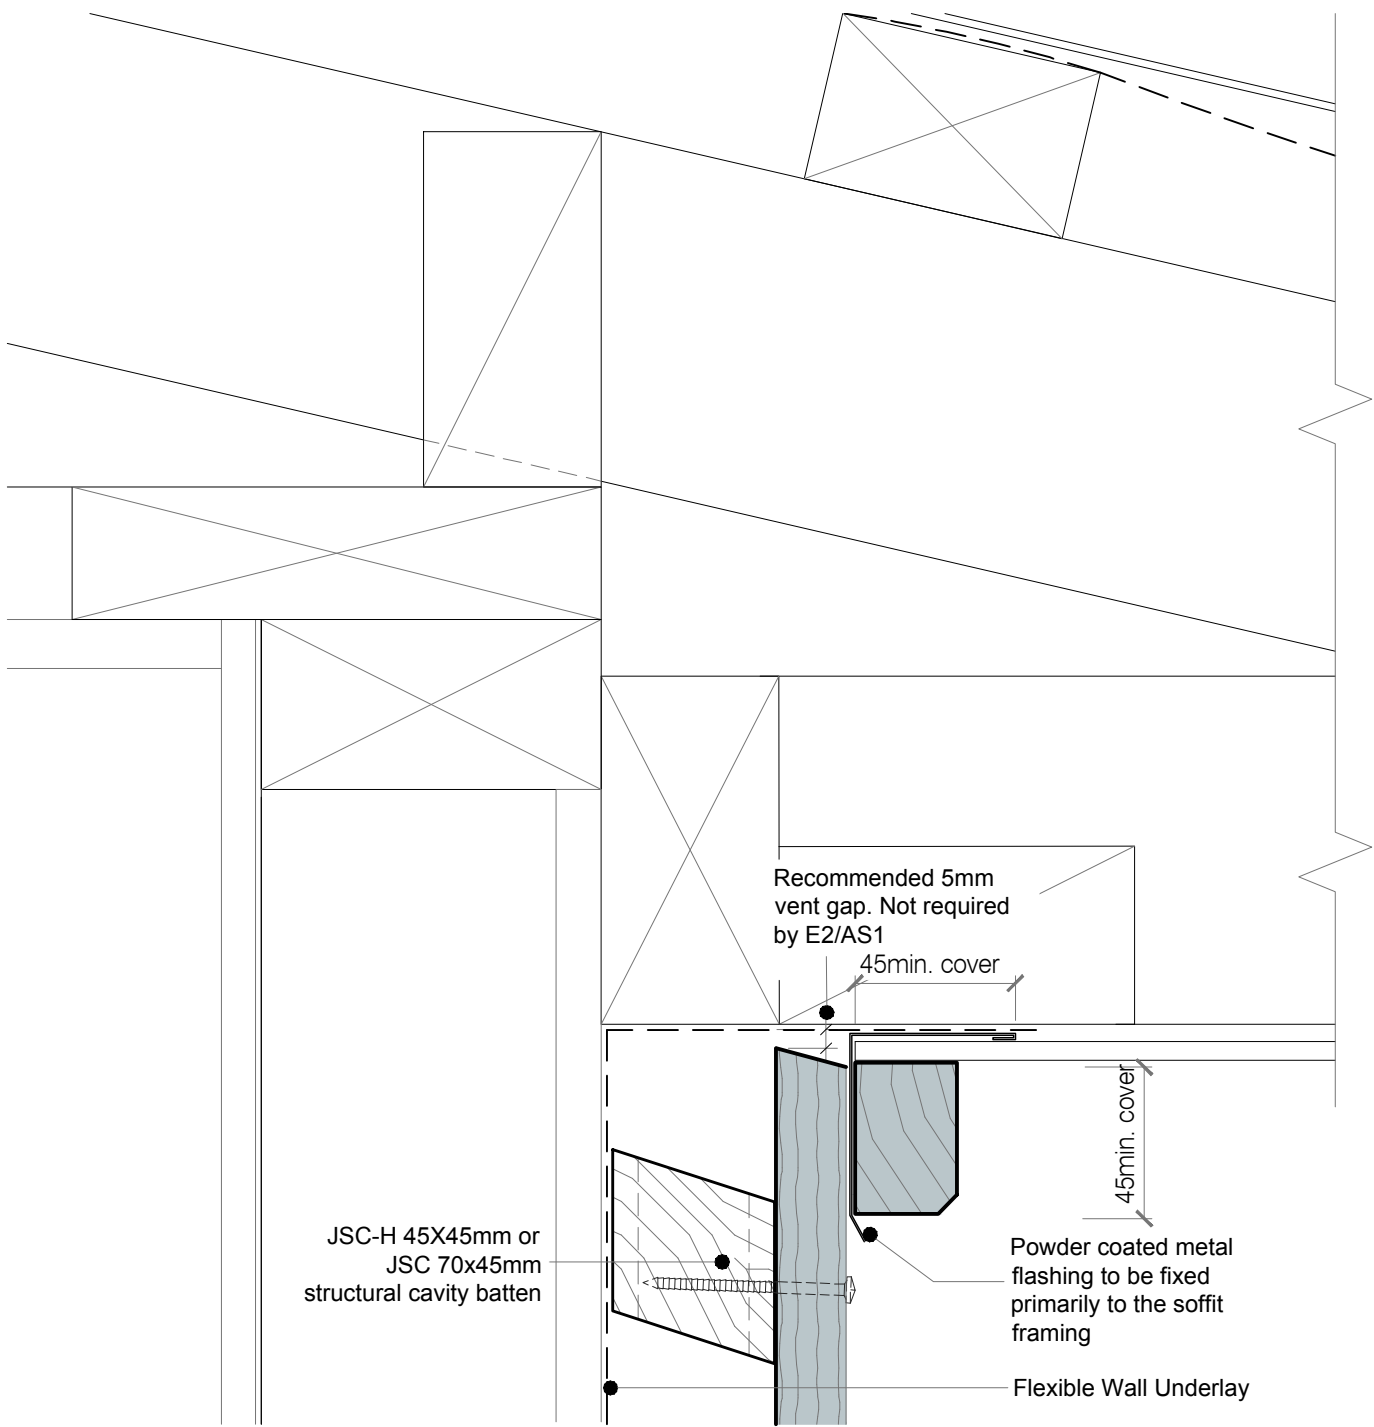 Recommended 5mm
vent gap. Not required
by E2/AS1
45min. cover
45min. cover
JSC-H 45X45mm or
JSC 70x45mm
structural cavity batten
Powder coated metal
flashing to be fixed
primarily to the soffit
framing
Flexible Wall Underlay